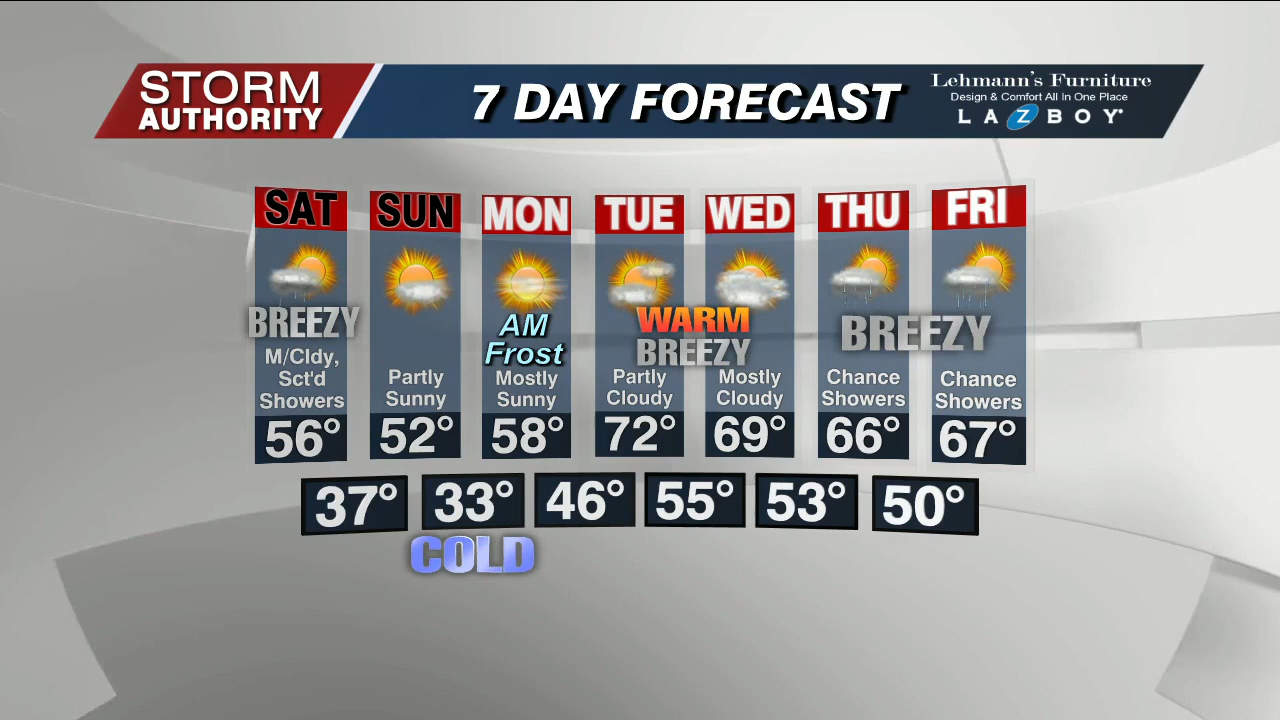 STORM
AUTHORITY
7 DAY FORECAST
Lehmann's Furniture
Design & Comfort All In One Place
LAZBOY®
SAT
BREEZY
M/Cldy,
Sct'd
Showers
56°
SUN
Partly
Sunny
52°
MON
AM
Frost
Mostly
Sunny
58°
TUE
WED
WARM
BREEZY
Partly
Cloudy
72°
Mostly
Cloudy
69°
THU
FRI
BREEZY
Chance
Showers
66°
Chance
Showers
67°
37°
33°
46°
55°
53°
50°
COLD